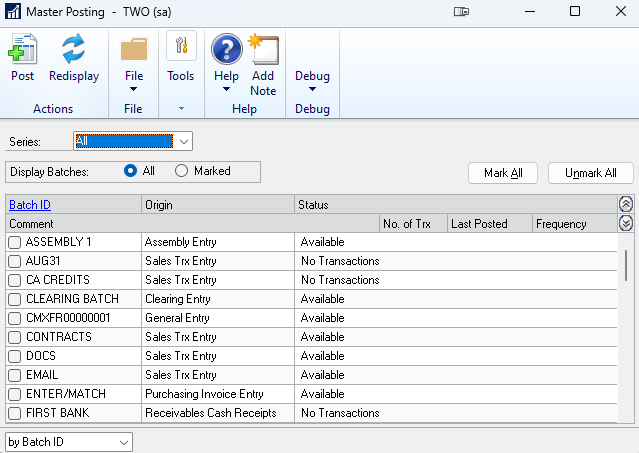 Master Posting - TWO (sa)
Post Redisplay File Tools Help Add Note Debug
Actions File Help Debug
Series: All
Display Batches: All Marked Mark All Unmark All
Batch ID Origin Status
Comment No. of Trx Last Posted Frequency
ASSEMBLY 1 Assembly Entry Available
AUG31 Sales Trx Entry No Transactions
CA CREDITS Sales Trx Entry No Transactions
CLEARING BATCH Clearing Entry Available
CMXFR00000001 General Entry Available
CONTRACTS Sales Trx Entry Available
DOCS Sales Trx Entry Available
EMAIL Sales Trx Entry Available
ENTER/MATCH Purchasing Invoice Entry Available
FIRST BANK Receivables Cash Receipts No Transactions
by Batch ID